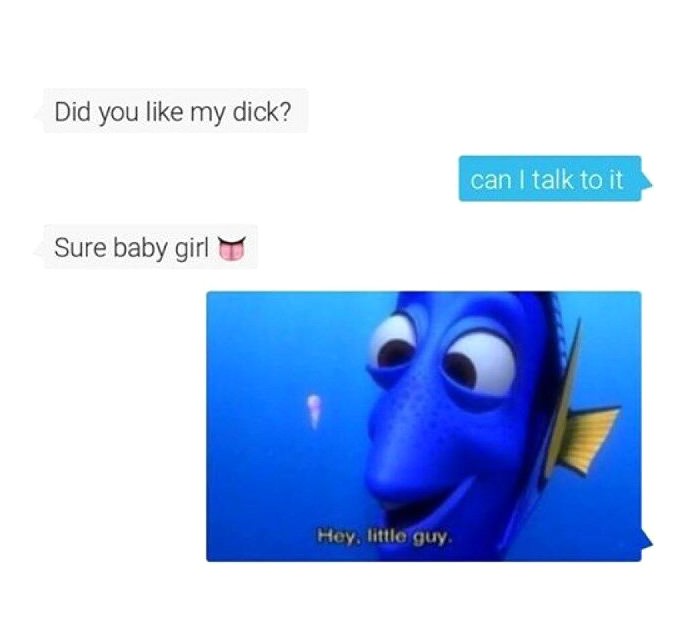 Did you like my dick?
can I talk to it
Sure baby girl 👅
Hey, little guy.